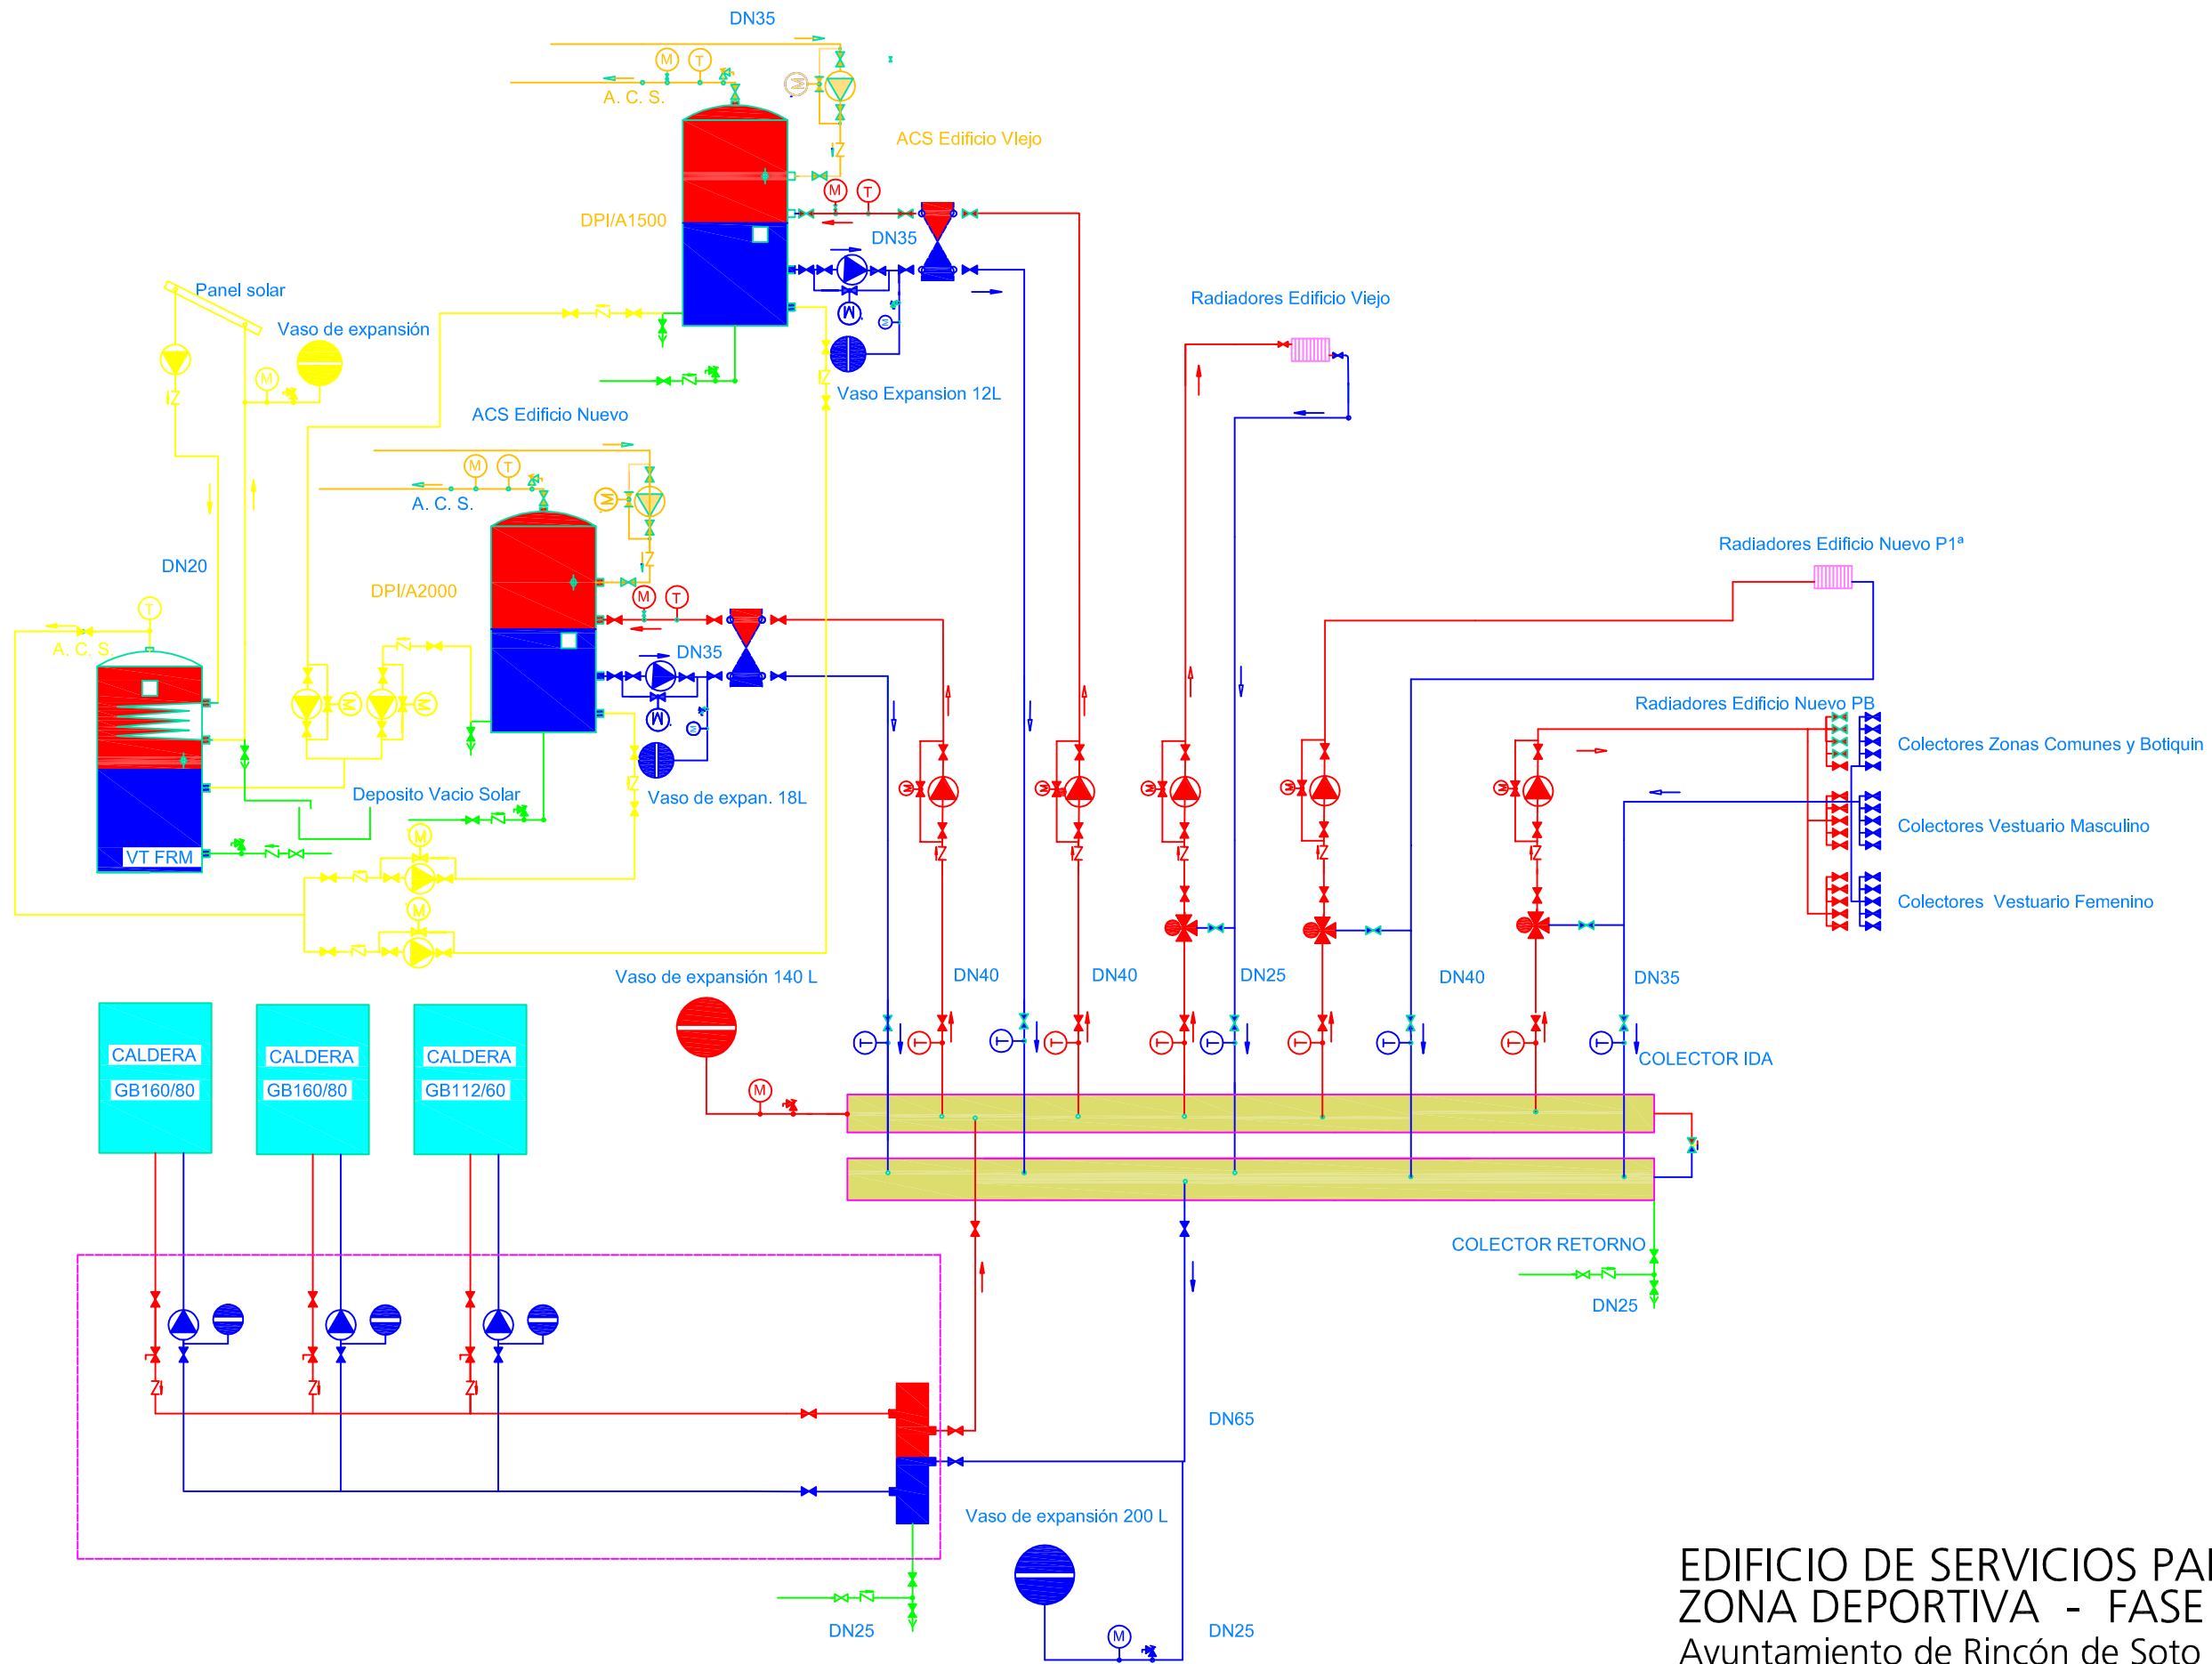 DN35
M
T
A. C. S.
M
ACS Edificio VIejo
M
T
DPI/A1500
DN35
Panel solar
Radiadores Edificio Viejo
M
M
Vaso de expansión
M
Vaso Expansion 12L
ACS Edificio Nuevo
M
T
A. C. S.
M
Radiadores Edificio Nuevo P1ª
DN20
DPI/A2000
M
T
T
A. C. S.
DN35
M
M
M
M
Radiadores Edificio Nuevo PB
Colectores Zonas Comunes y Botiquin
Deposito Vacio Solar
Vaso de expan. 18L
M
M
M
M
M
Colectores Vestuario Masculino
M
VT FRM
Colectores Vestuario Femenino
M
Vaso de expansión 140 L
DN40
DN40
DN25
DN40
DN35
CALDERA
GB160/80
CALDERA
GB160/80
CALDERA
GB112/60
T
T
T
T
T
T
T
T
T
T
COLECTOR IDA
M
COLECTOR RETORNO
DN25
DN65
Vaso de expansión 200 L
DN25
M
DN25
EDIFICIO DE SERVICIOS PA
ZONA DEPORTIVA - FASE
Ayuntamiento de Rincón de Soto